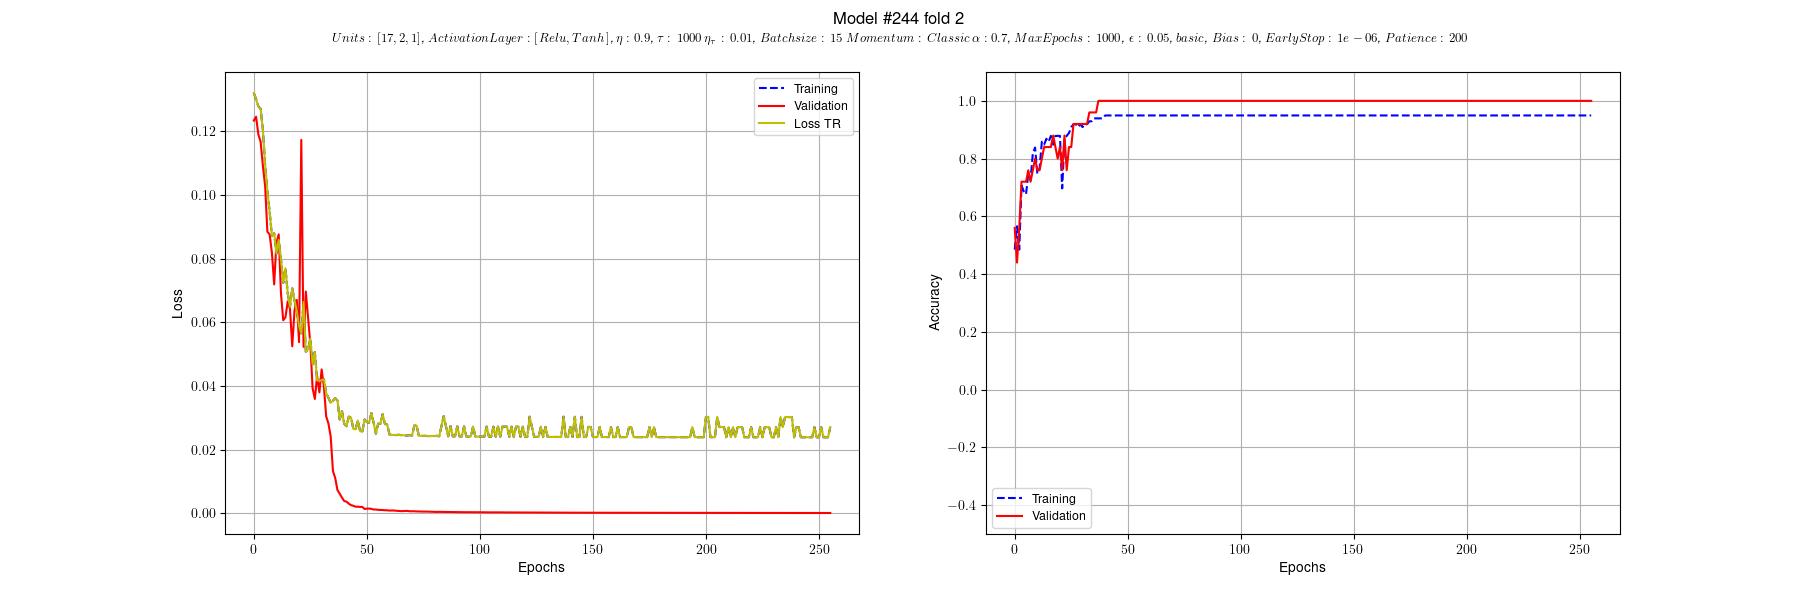 Model #244 fold 2
Units : [17, 2, 1], ActivationLayer : [Relu, Tanh], η : 0.9, τ : 1000 ητ : 0.01, Batchsize : 15 Momentum : Classic α : 0.7, MaxEpochs : 1000, ϵ : 0.05, basic, Bias : 0, EarlyStop : 1e − 06, Patience : 200
Training
Validation
Loss TR
0.12
0.10
0.08
0.06
0.04
0.02
0.00
Loss
0 50 100 150 200 250
Epochs
1.0
0.8
0.6
0.4
0.2
0.0
−0.2
−0.4
Accuracy
Training
Validation
0 50 100 150 200 250
Epochs